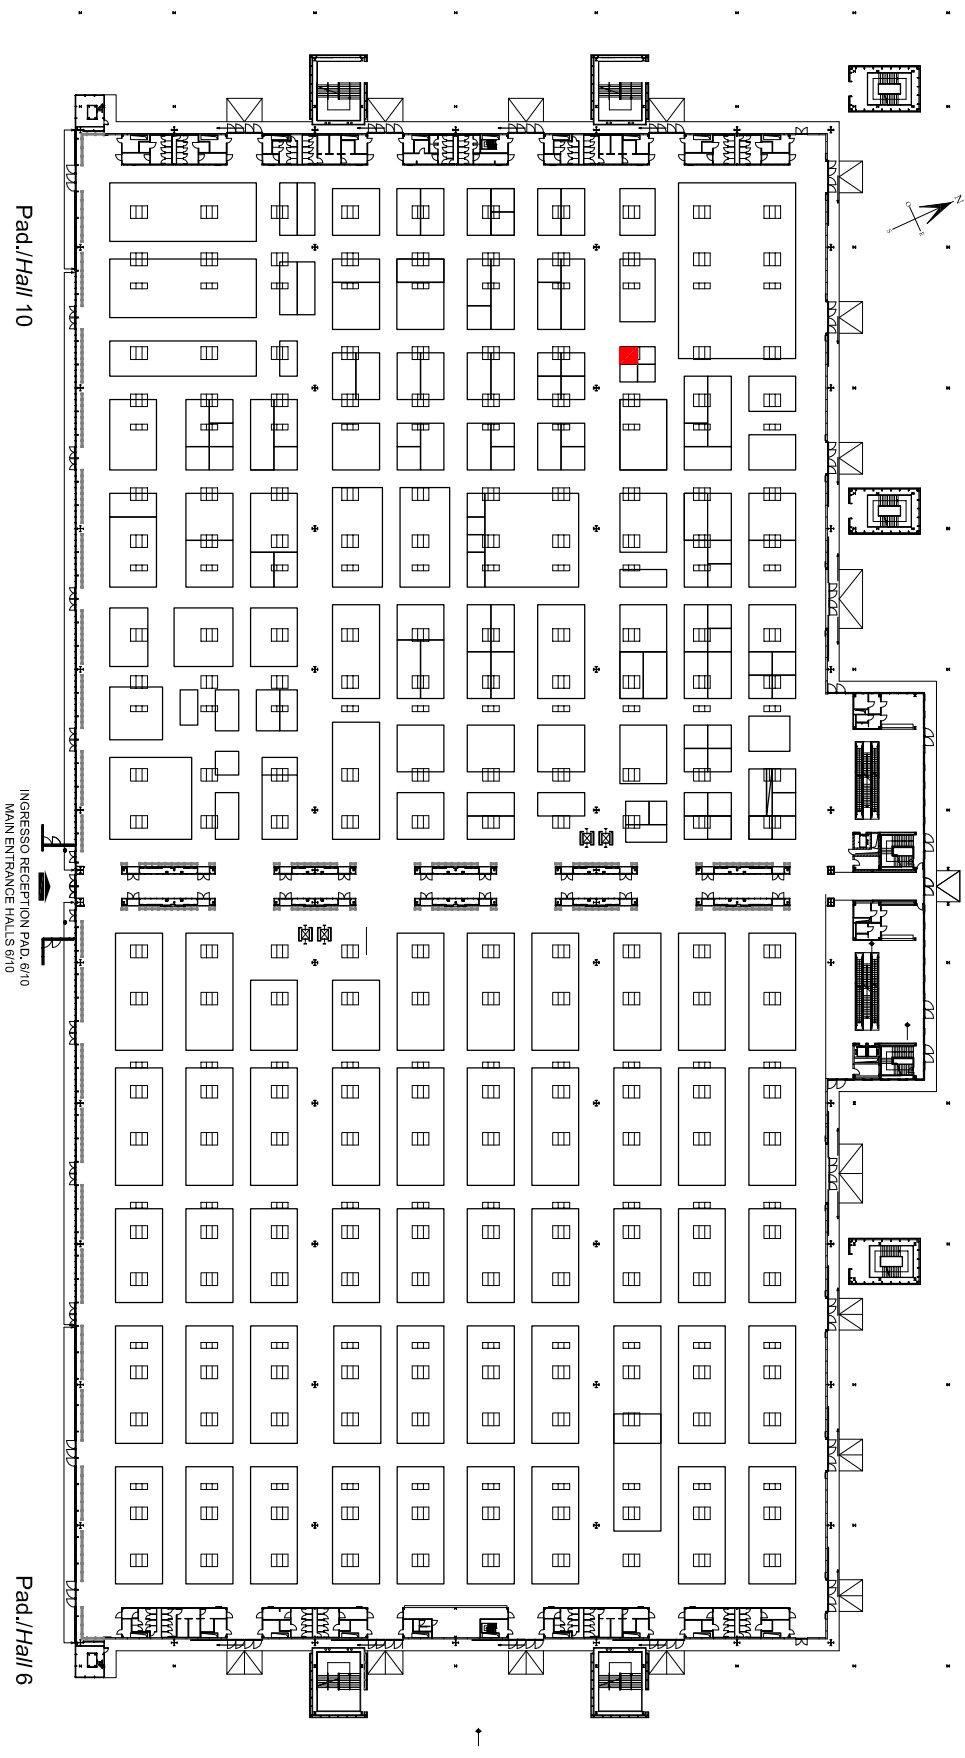 Pad./Hall 10
INGRESSO RECEPTION PAD. 6/10
MAIN ENTRANCE HALLS 6/10
Pad./Hall 6
N